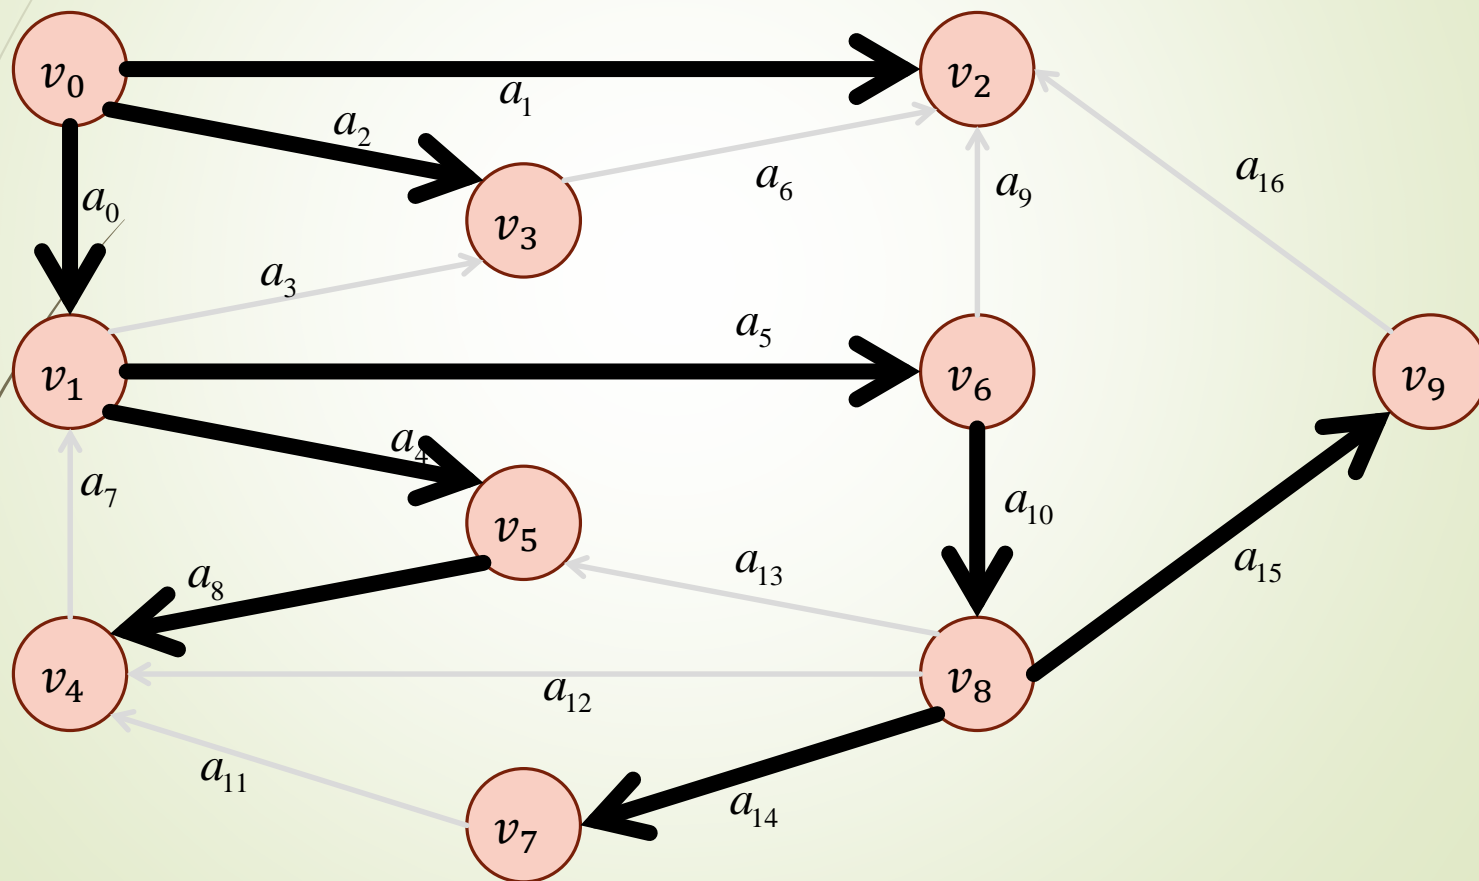 v₀
v₂
a₁
a₂
a₁₆
a₆
a₉
a₀
v₃
a₃
a₅
v₁
v₆
v₉
a₄
a₇
a₁₀
v₅
a₁₃
a₁₅
a₈
v₄
v₈
a₁₂
a₁₁
a₁₄
v₇